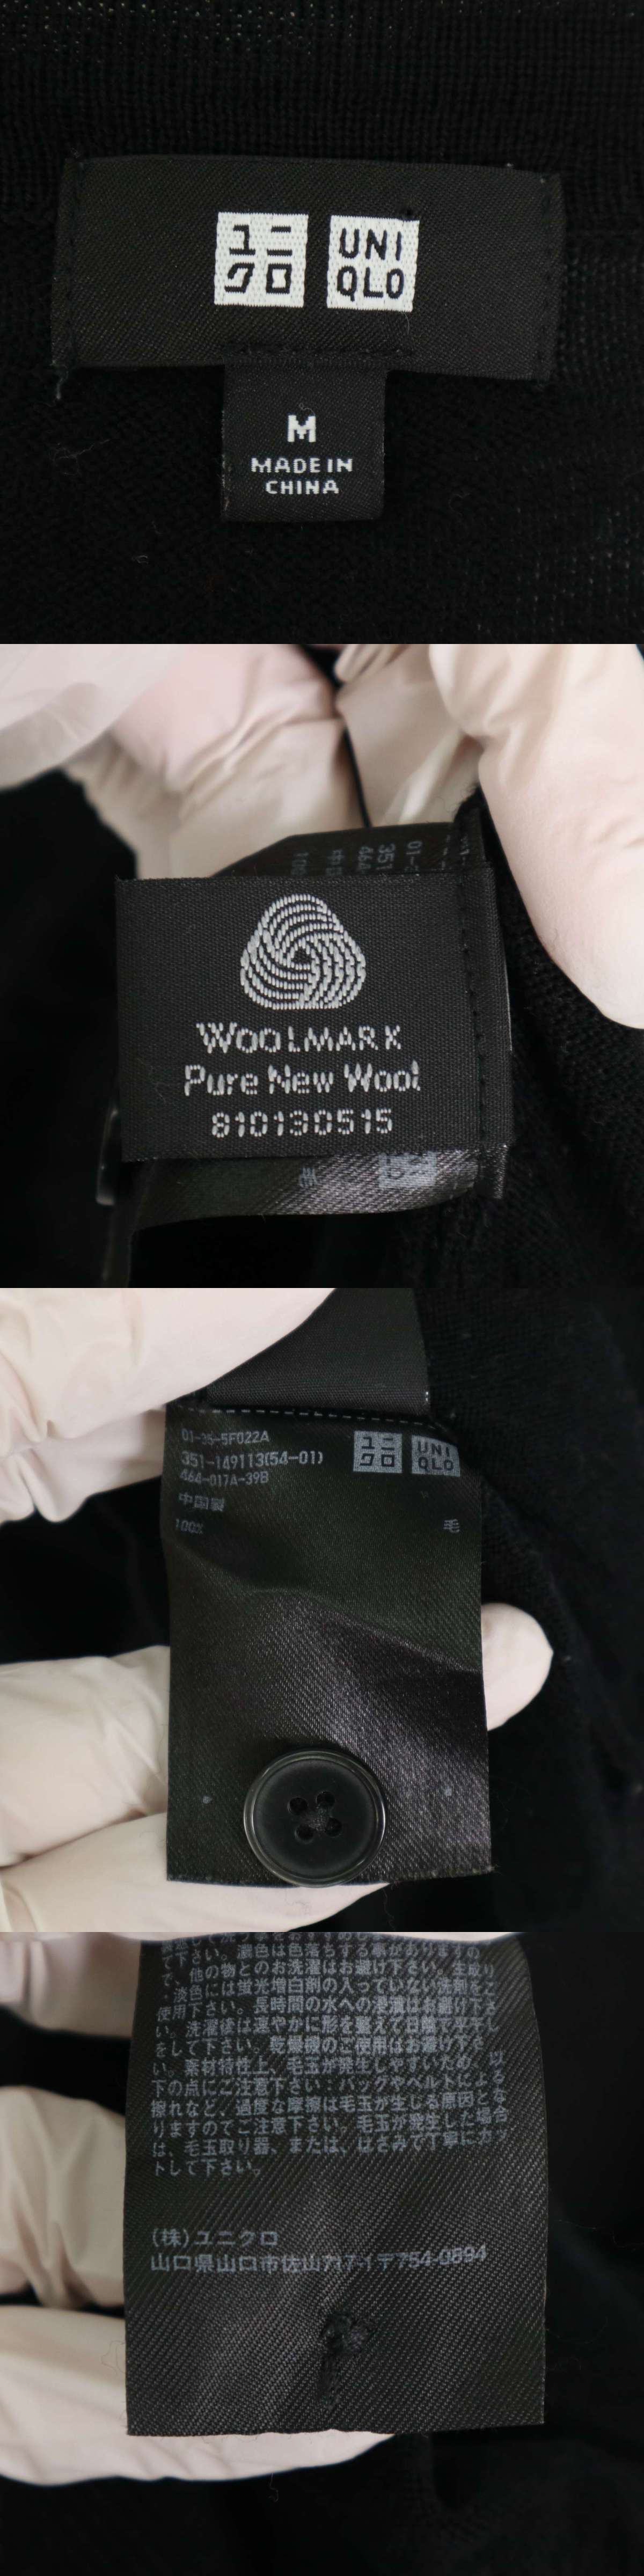 ユニ
クロ
UNI
QLO
M
MADE IN
CHINA
WOOLMARK
Pure New Wool
810130515
毛
01-35-5F022A
351-149113(54-01)
464-017A-39B
ユニ
クロ
UNI
QLO
中国製
100%
毛
て下さい。濃色は色落ちする事がありますの
で、他の物とのお洗濯はお避け下さい。生成り
・淡色には蛍光増白剤の入っていない洗剤をご
使用下さい。長時間の水への浸漬はお避け下さ
い。洗濯後は速やかに形を整えて日陰で平干し
をして下さい。乾燥機のご使用はお避け下さ
い。素材特性上、毛玉が発生しやすいため、以
下の点にご注意下さい:バッグやベルトによる
擦れなど、過度な摩擦は毛玉が生じる原因とな
りますのでご注意下さい。毛玉が発生した場合
は、毛玉取り器、または、はさみで丁寧にカッ
トして下さい。
(株)ユニクロ
山口県山口市佐山717-1〒754-0894